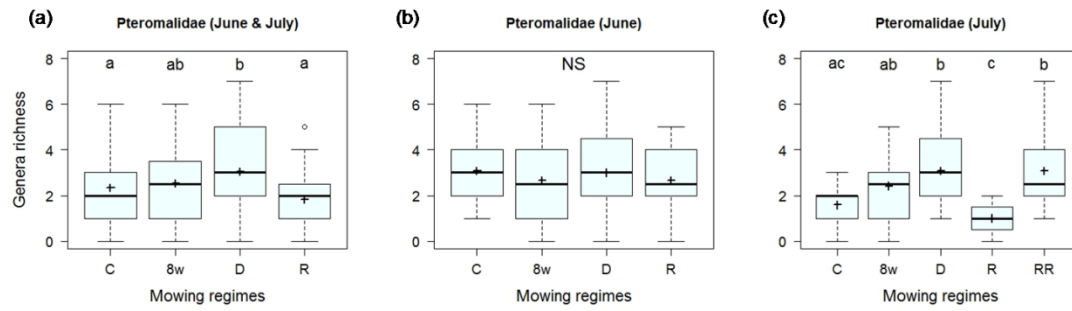 (a) Pteromalidae (June & July)
Genera richness
8
6
4
2
0
a ab b a
C 8w D R
Mowing regimes
(b) Pteromalidae (June)
8
6
4
2
0
NS
C 8w D R
Mowing regimes
(c) Pteromalidae (July)
8
6
4
2
0
ac ab b c b
C 8w D R RR
Mowing regimes